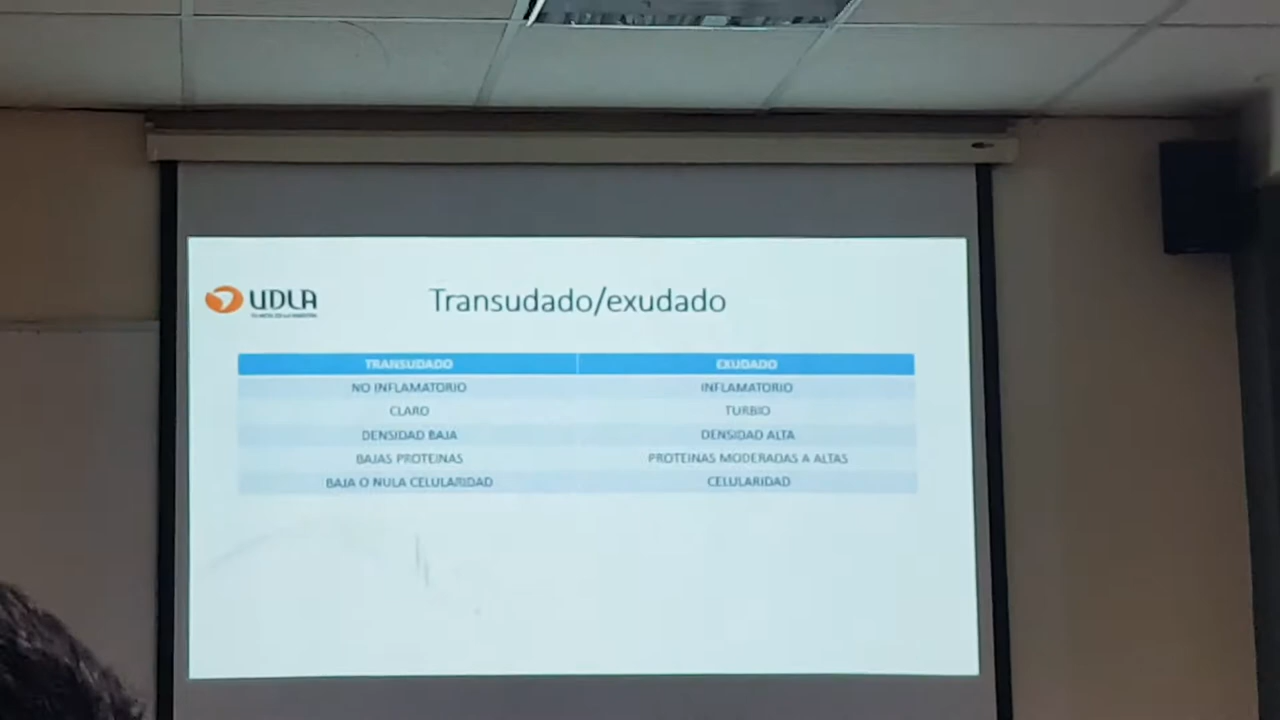 UDLA
Transudado/exudado
TRANSUDADO EXUDADO
NO INFLAMATORIO INFLAMATORIO
CLARO TURBIO
DENSIDAD BAJA DENSIDAD ALTA
BAJAS PROTEINAS PROTEINAS MODERADAS A ALTAS
BAJA O NULA CELULARIDAD CELULARIDAD